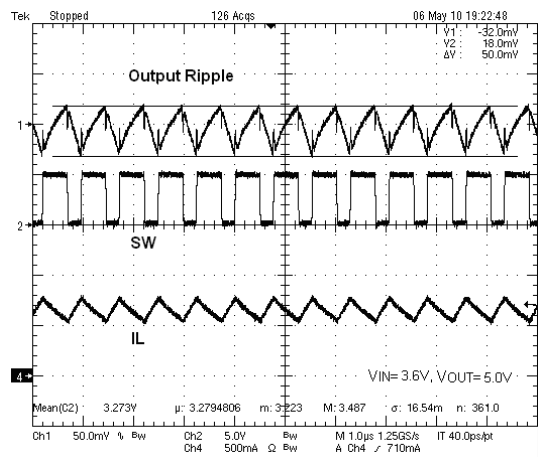 Tek Stopped 126 Acqs 06 May 10 19:22:48
V1 : -32.0mV
V2 : 18.0mV
ΔV : 50.0mV
Output Ripple
1
2
SW
IL
4
VIN= 3.6V, VOUT= 5.0V
Mean(C2) 3.273V µ: 3.2794806 m: 3.223 M: 3.487 σ: 16.54m n: 361.0
Ch1 50.0mV ∿ Bw Ch2 5.0V Bw M 1.0µs 1.25GS/s IT 40.0ps/pt
Ch4 500mA Ω Bw A Ch4 ∕ 710mA